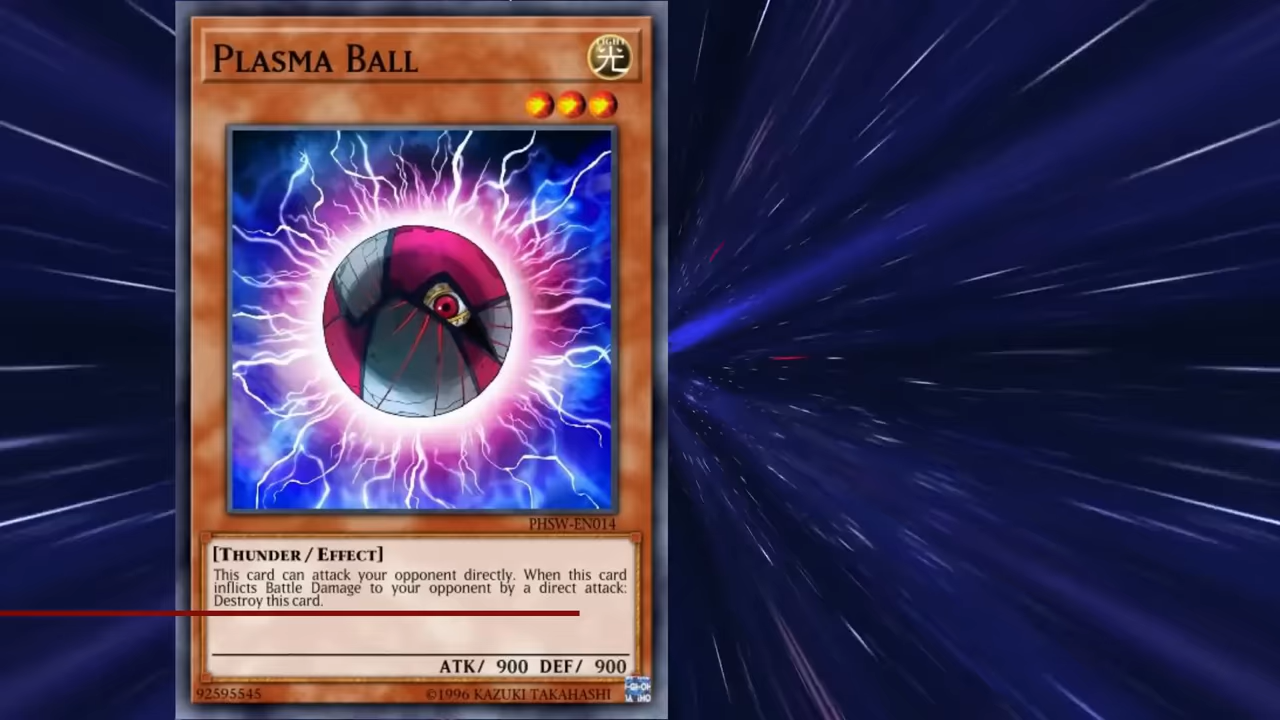 PLASMA BALL
LIGHT
光
PHSW-EN014
[THUNDER / EFFECT]
This card can attack your opponent directly. When this card
inflicts Battle Damage to your opponent by a direct attack:
Destroy this card.
ATK/ 900 DEF/ 900
92595545
©1996 KAZUKI TAKAHASHI